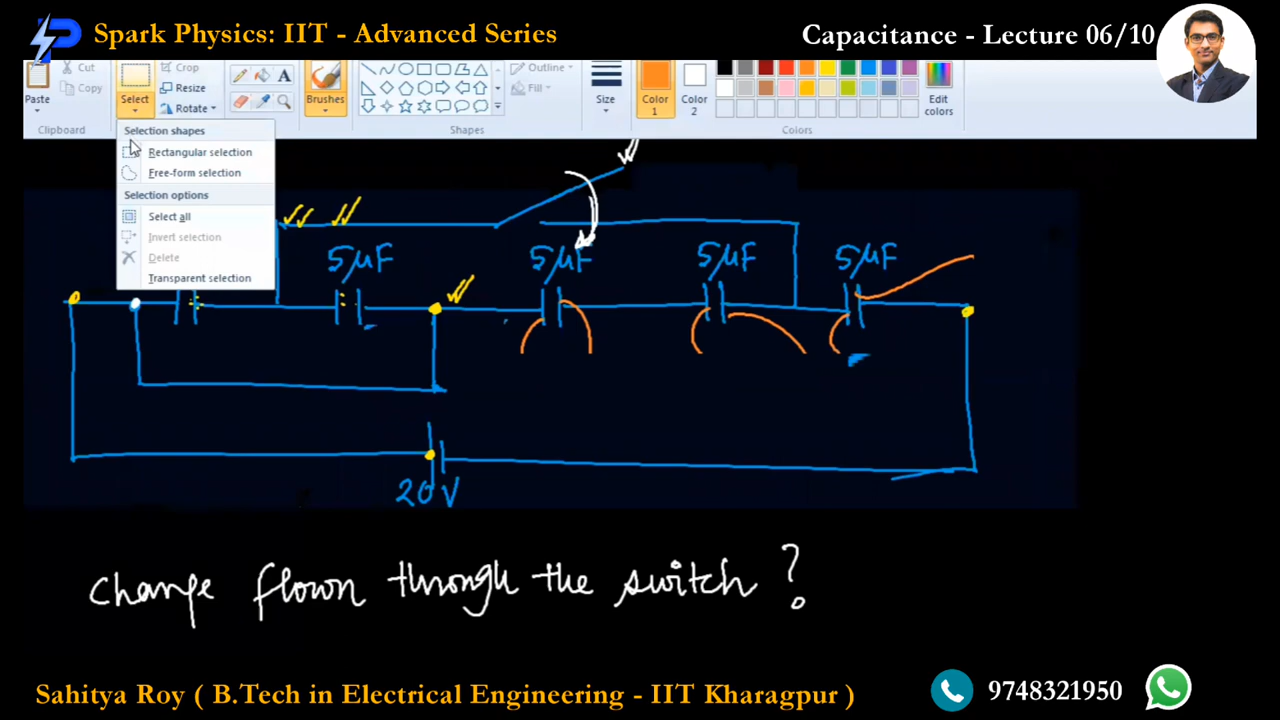 Spark Physics: IIT - Advanced Series
Capacitance - Lecture 06/10
Paste
Cut
Copy
Clipboard
Select
Crop
Resize
Rotate
Brushes
Shapes
Outline
Fill
Size
Color 1
Color 2
Edit colors
Colors
Selection shapes
Rectangular selection
Free-form selection
Selection options
Select all
Invert selection
Delete
Transparent selection
5μF 5μF 5μF 5μF
20V
change flown through the switch ?
Sahitya Roy ( B.Tech in Electrical Engineering - IIT Kharagpur )
9748321950